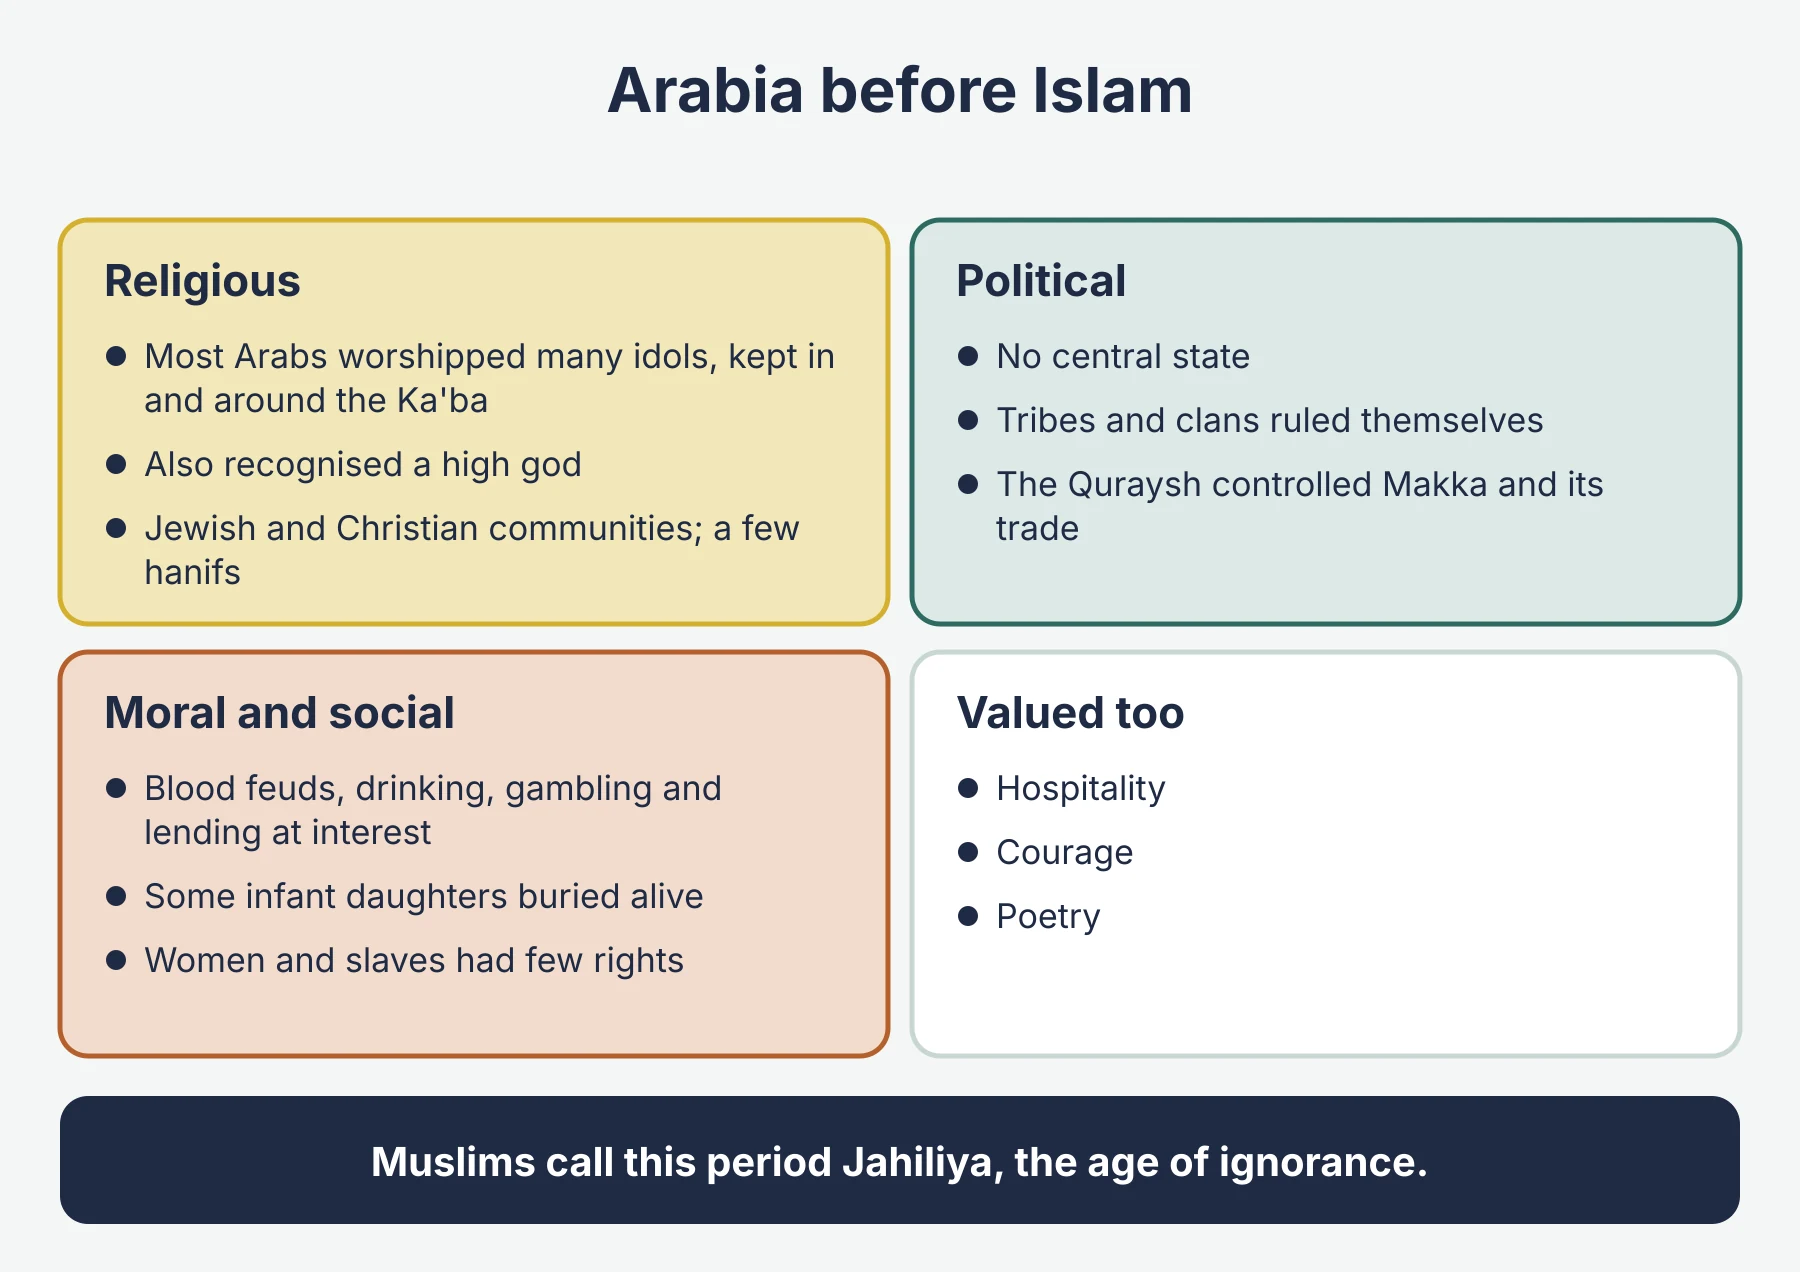 Arabia before Islam
Religious
● Most Arabs worshipped many idols, kept in
and around the Ka'ba
● Also recognised a high god
● Jewish and Christian communities; a few
hanifs
Political
● No central state
● Tribes and clans ruled themselves
● The Quraysh controlled Makka and its
trade
Moral and social
● Blood feuds, drinking, gambling and
lending at interest
● Some infant daughters buried alive
● Women and slaves had few rights
Valued too
● Hospitality
● Courage
● Poetry
Muslims call this period Jahiliya, the age of ignorance.